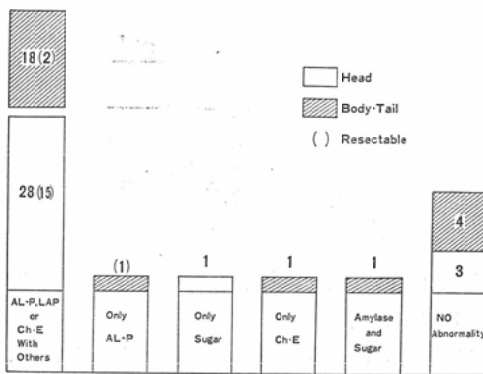 18(2)
Head
Body·Tail
( ) Resectable
28(15)
4
(1)
1
1
1
3
AL-P.LAP
or
Ch-E
With
Others
Only
AL-P
Only
Sugar
Only
Ch-E
Amylase
and
Sugar
NO
Abnormality